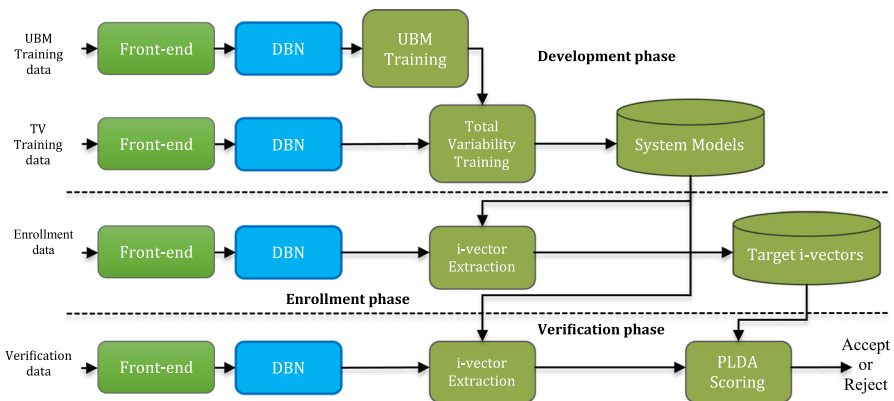 UBM
Training
data
Front-end
DBN
UBM
Training
Development phase
TV
Training
data
Front-end
DBN
Total
Variability
Training
System Models
Enrollment
data
Front-end
DBN
i-vector
Extraction
Target i-vectors
Enrollment phase
Verification phase
Verification
data
Front-end
DBN
i-vector
Extraction
PLDA
Scoring
Accept
or
Reject